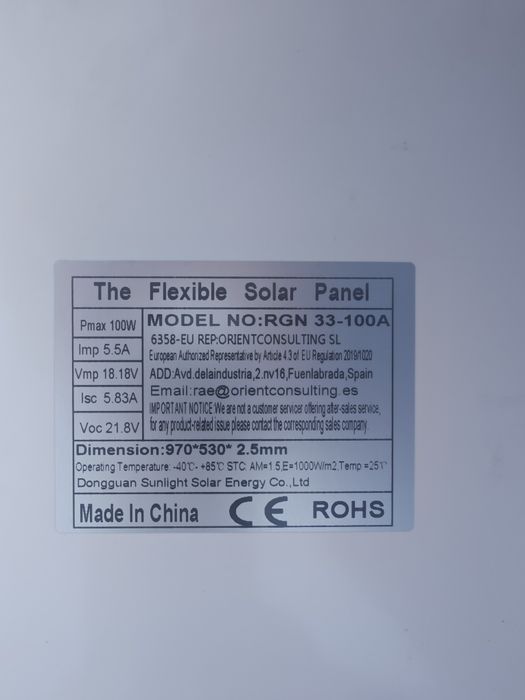 The Flexible Solar Panel
Pmax 100W
Imp 5.5A
Vmp 18.18V
Isc 5.83A
Voc 21.8V
MODEL NO:RGN 33-100A
6358-EU REP:ORIENTCONSULTING SL
European Authorized Representative by Article 4.3 of EU Regulation 2019/1020
ADD:Avd.delaindustria,2.nv16,Fuenlabrada,Spain
Email:rae@orientconsulting.es
IMPORTANT NOTICE:We are not a customer servicer offering after-sales service,
for any product-related issue please contact the corresponding sales company.
Dimension:970*530* 2.5mm
Operating Temperature: -40℃- +85℃ STC: AM=1.5,E=1000W/m2,Temp =25℃
Dongguan Sunlight Solar Energy Co.,Ltd
Made In China CE ROHS